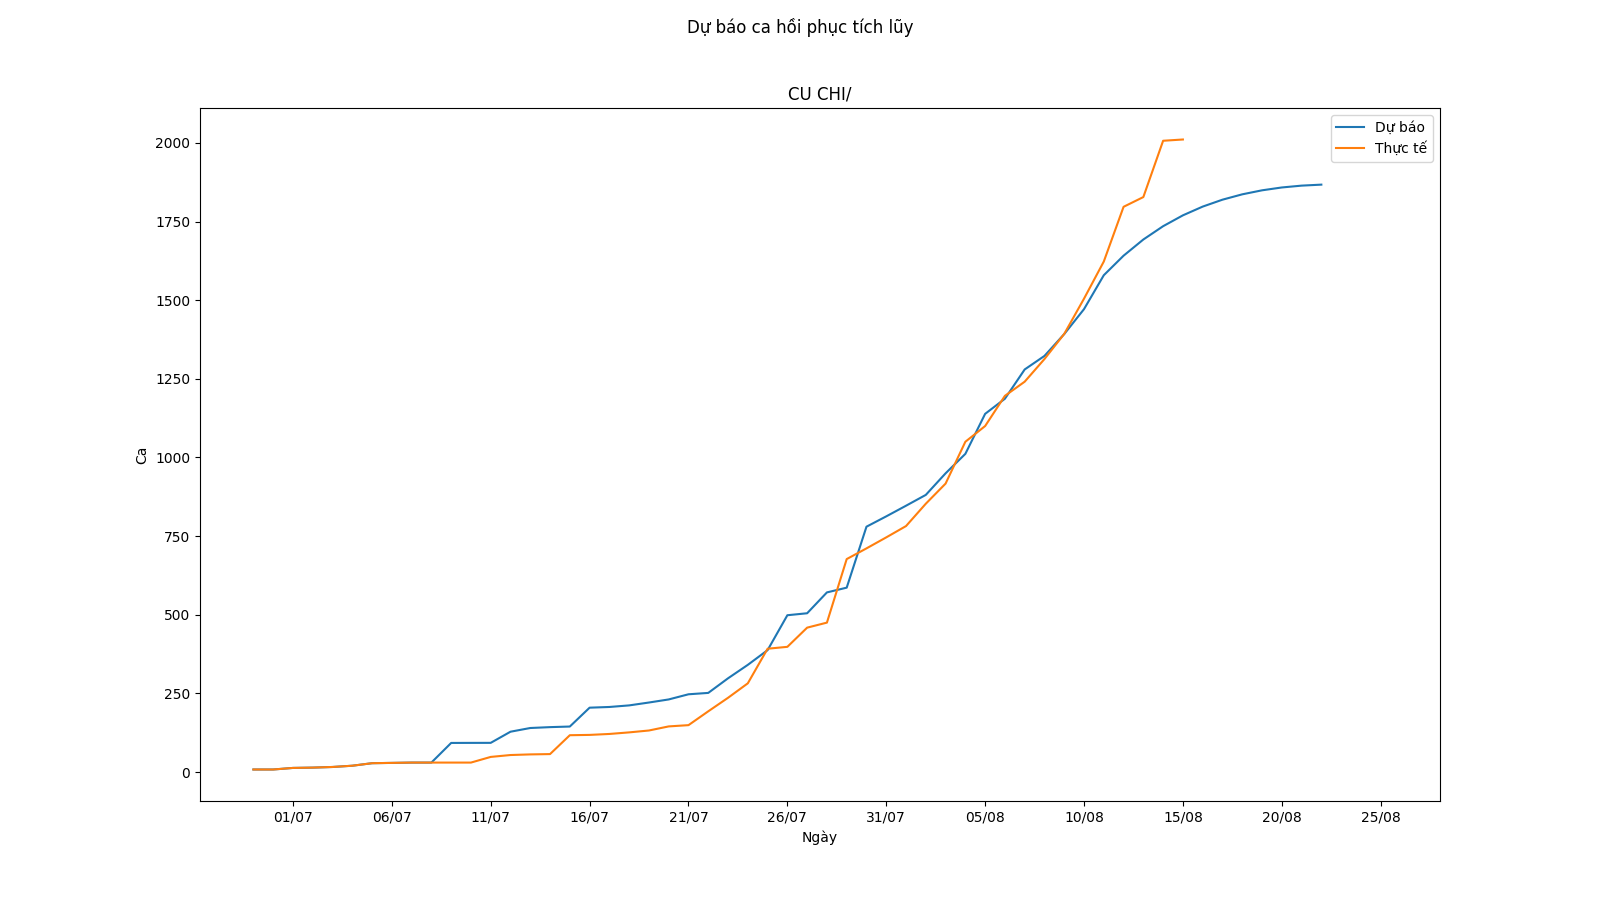 Dự báo ca hồi phục tích lũy
CU CHI/
Dự báo
Thực tế
2000
1750
1500
1250
1000
750
500
250
0
Ca
01/07 06/07 11/07 16/07 21/07 26/07 31/07 05/08 10/08 15/08 20/08 25/08
Ngày